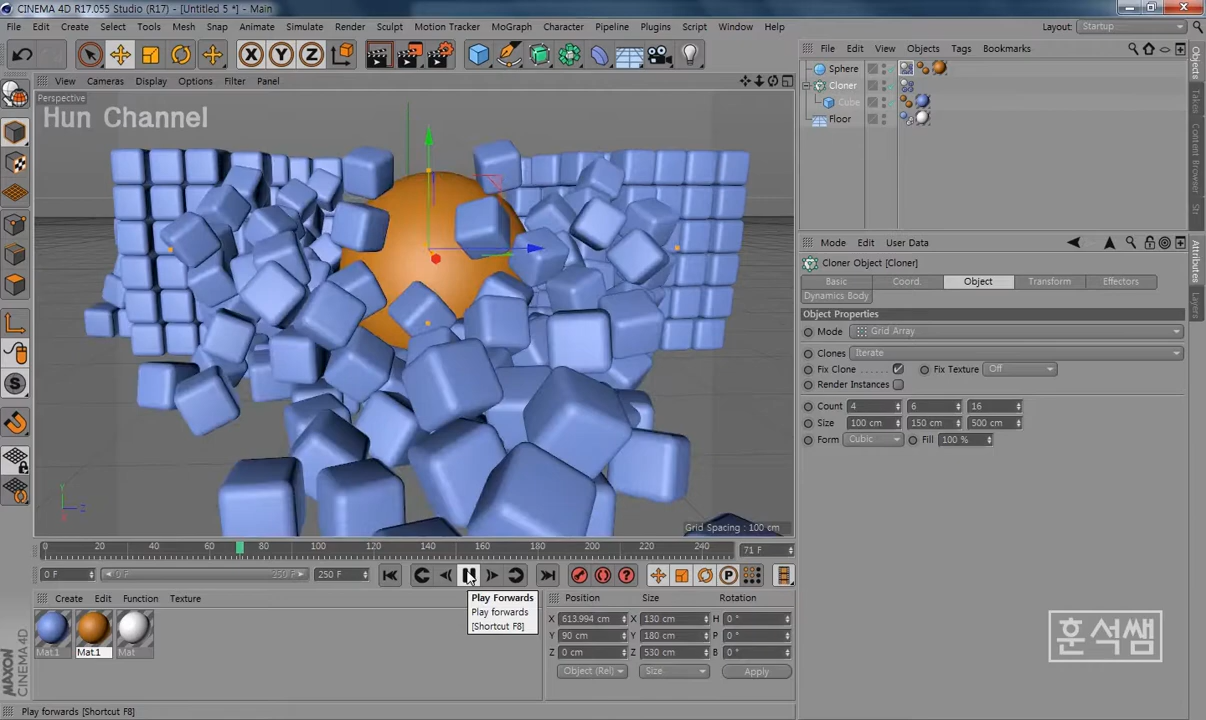 CINEMA 4D R17.055 Studio (R17) - [Untitled 5 *] - Main
File Edit Create Select Tools Mesh Snap Animate Simulate Render Sculpt Motion Tracker MoGraph Character Pipeline Plugins Script Window Help
Layout: Startup
View Cameras Display Options Filter Panel
Perspective
Hun Channel
Grid Spacing : 100 cm
0 20 40 60 80 100 120 140 160 180 200 220 240
71 F
0 F
0 F
250 F
250 F
Play Forwards
Play forwards
[Shortcut F8]
Create Edit Function Texture
Mat.1 Mat.1 Mat
Position Size Rotation
X 613.994 cm X 130 cm H 0 °
Y 90 cm Y 180 cm P 0 °
Z 0 cm Z 530 cm B 0 °
Object (Rel) Size Apply
MAXON
CINEMA 4D
Play forwards [Shortcut F8]
File Edit View Objects Tags Bookmarks
Sphere
Cloner
Cube
Floor
Mode Edit User Data
Cloner Object [Cloner]
Basic Coord. Object Transform Effectors
Dynamics Body
Object Properties
Mode Grid Array
Clones Iterate
Fix Clone Fix Texture Off
Render Instances
Count 4 6 16
Size 100 cm 150 cm 500 cm
Form Cubic Fill 100 %
Objects
Takes
Content Browser
Str
Attributes
Layers
훈석쌤